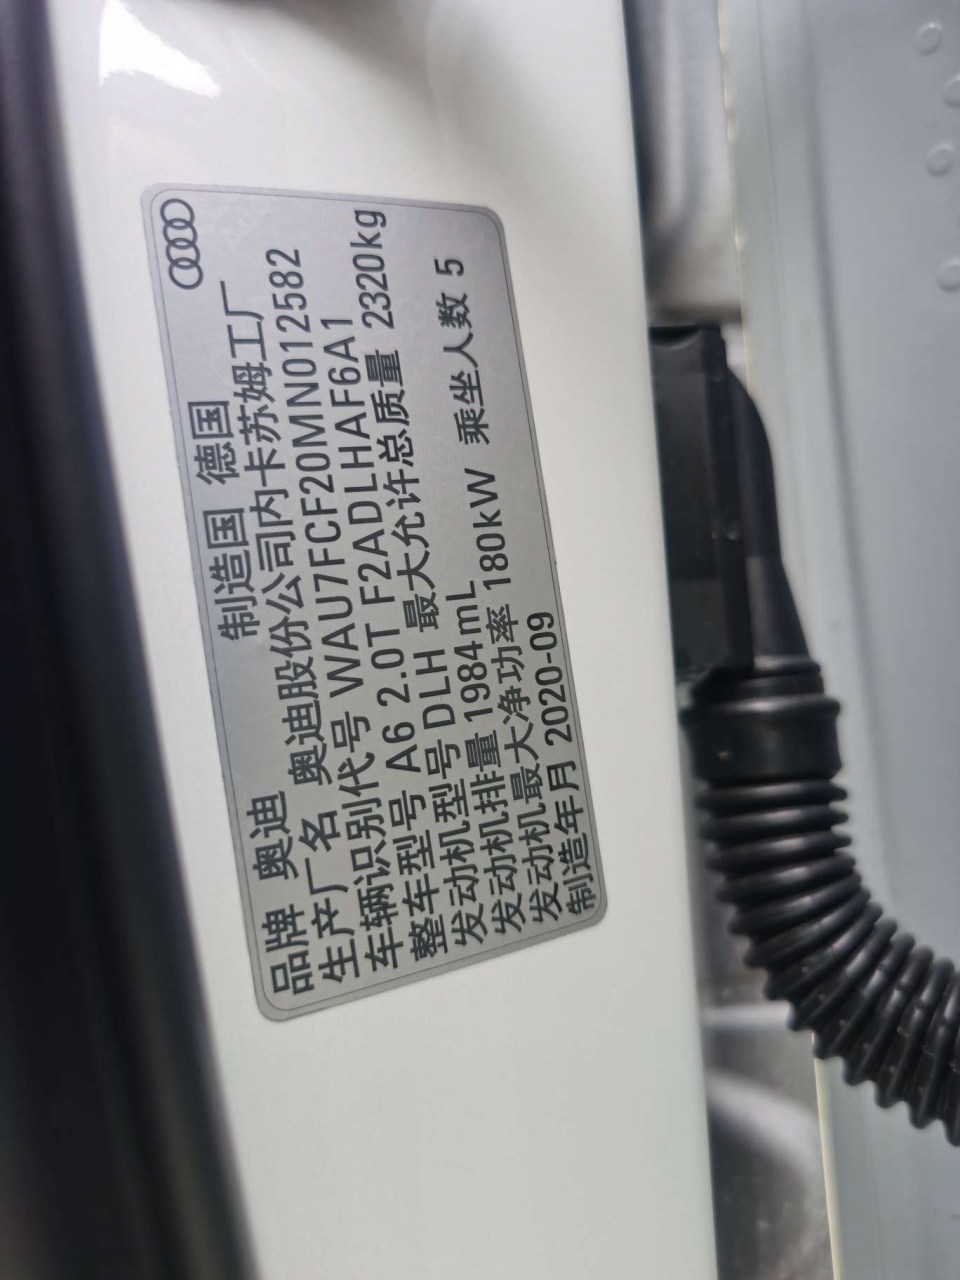 品牌 奥迪 制造国 德国
生产厂名 奥迪股份公司内卡苏姆工厂
车辆识别代号 WAU7FCF20MN012582
车型号 A6 2.0T F2ADLHAF6A1
整车型号 DLH 最大允许总质量 2320kg
发动机型号 1984mL
发动机排量 1984mL
发动机最大净功率 180kW 乘坐人数 5
制造年月 2020-09